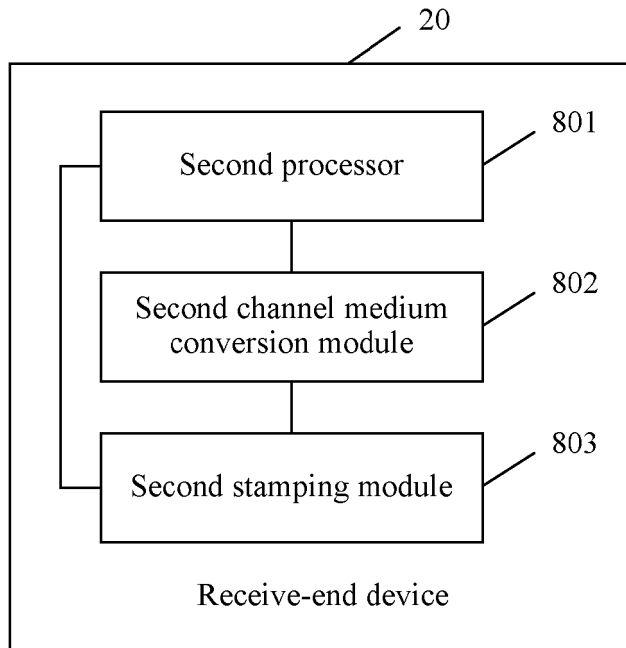 20
801
Second processor
802
Second channel medium
conversion module
803
Second stamping module
Receive-end device